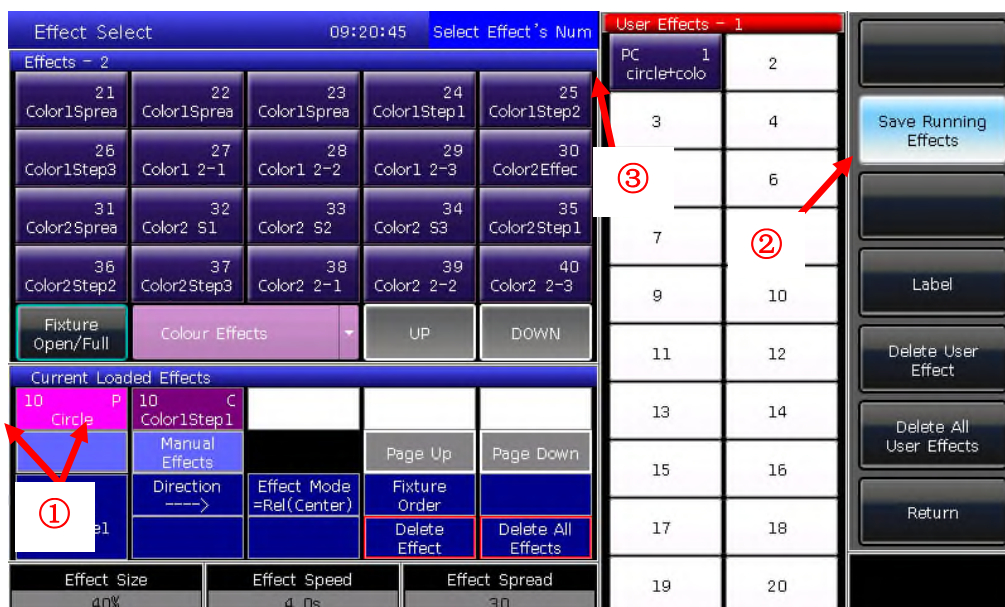 Effect Select 09:20:45 Select Effect's Num
Effects - 2
21 22 23 24 25
Color1Sprea Color1Sprea Color1Sprea Color1Step1 Color1Step2
26 27 28 29 30
Color1Step3 Color1 2-1 Color1 2-2 Color1 2-3 Color2Effec
31 32 33 34 35
Color2Sprea Color2 S1 Color2 S2 Color2 S3 Color2Step1
36 37 38 39 40
Color2Step2 Color2Step3 Color2 2-1 Color2 2-2 Color2 2-3
Fixture
Open/Full Colour Effects UP DOWN
Current Loaded Effects
10 P 10 C
Circle Color1Step1
Manual
Effects Page Up Page Down
Direction Effect Mode Fixture
----> =Rel(Center) Order
①
Delete Delete All
Effect Effects
Effect Size Effect Speed Effect Spread
40% 4.0s 30
User Effects - 1
PC 1
circle+colo 2
3 4
③
6
7
②
9 10
11 12
13 14
15 16
17 18
19 20
Save Running
Effects
Label
Delete User
Effect
Delete All
User Effects
Return